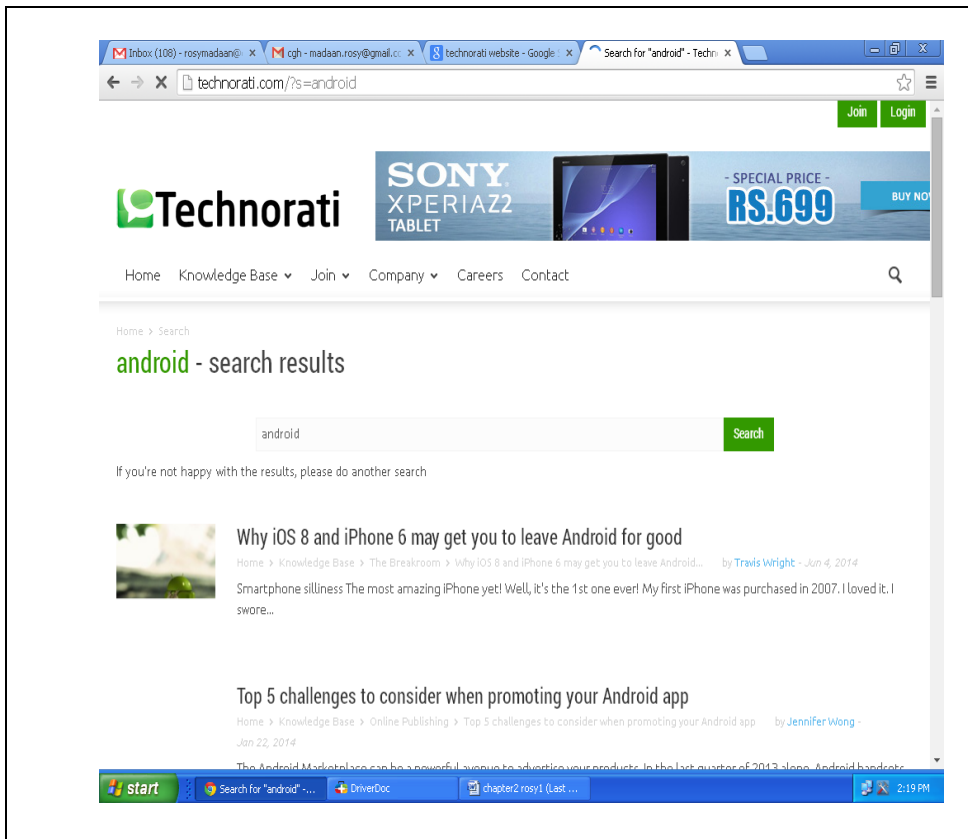 Inbox (108) - rosymadaan@
cgh - madaan.rosy@gmail.cc
technorati website - Google S
Search for "android" - Techn
technorati.com/?s=android
Join Login
Technorati
SONY
XPERIA Z2
TABLET
- SPECIAL PRICE -
RS.699
BUY NO
Home Knowledge Base Join Company Careers Contact
Home > Search
android - search results
android
Search
If you're not happy with the results, please do another search
Why iOS 8 and iPhone 6 may get you to leave Android for good
Home > Knowledge Base > The Breakroom > Why iOS 8 and iPhone 6 may get you to leave Android... by Travis Wright - Jun 4, 2014
Smartphone silliness The most amazing iPhone yet! Well, it's the 1st one ever! My first iPhone was purchased in 2007. I loved it. I
swore...
Top 5 challenges to consider when promoting your Android app
Home > Knowledge Base > Online Publishing > Top 5 challenges to consider when promoting your Android app by Jennifer Wong -
Jan 22, 2014
The Android Marketplace can be a powerful avenue to advertise your products. In the last quarter of 2013 alone, Android handsets
start
Search for "android" -...
DriverDoc
chapter2 rosy1 (Last ...
2:19 PM